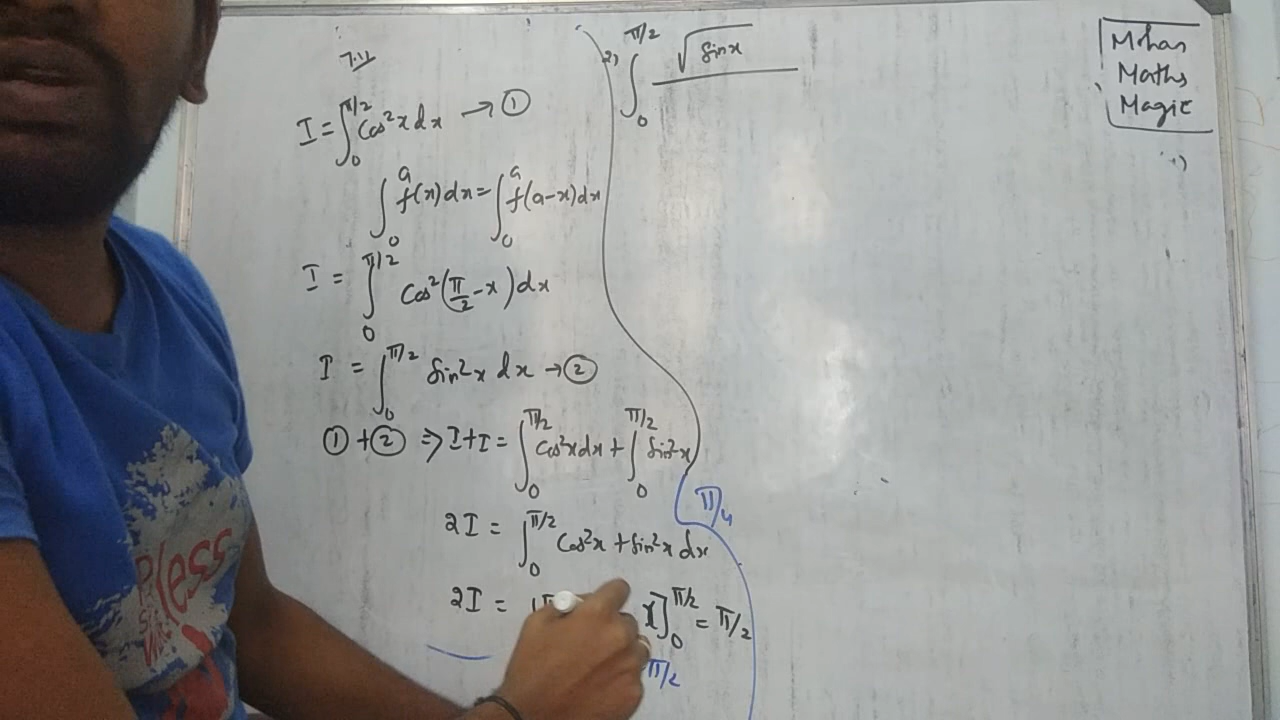 7.11
I = ∫₀^π/2 Cos²x dx → ①
∫₀^a f(x) dx = ∫₀^a f(a-x) dx
I = ∫₀^π/2 Cos²(π/2 - x) dx
I = ∫₀^π/2 Sin²x dx → ②
① + ② ⇒ I + I = ∫₀^π/2 Cos²x dx + ∫₀^π/2 Sin²x
2I = ∫₀^π/2 Cos²x + Sin²x dx
2I = x]₀^π/2 = π/2
π/2
π/4
2) ∫₀^π/2 √Sinx
Mohan
Maths
Magic